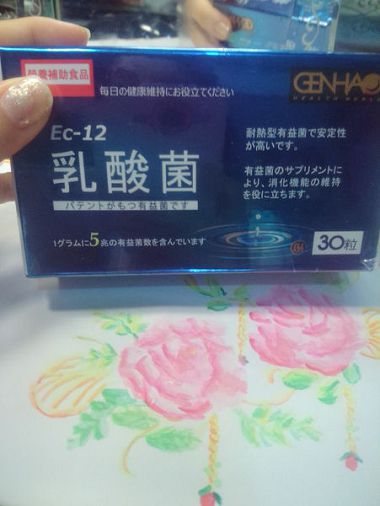 栄養補助食品
毎日の健康維持にお役立てください
GENHAO
HEALTH WORLD
Ec-12
乳酸菌
パテントがもつ有益菌です
1グラムに5兆の有益菌数を含んでいます
耐熱型有益菌で安定性
が高いです。
有益菌のサプリメントに
より、消化機能の維持
を役に立ちます。
30粒